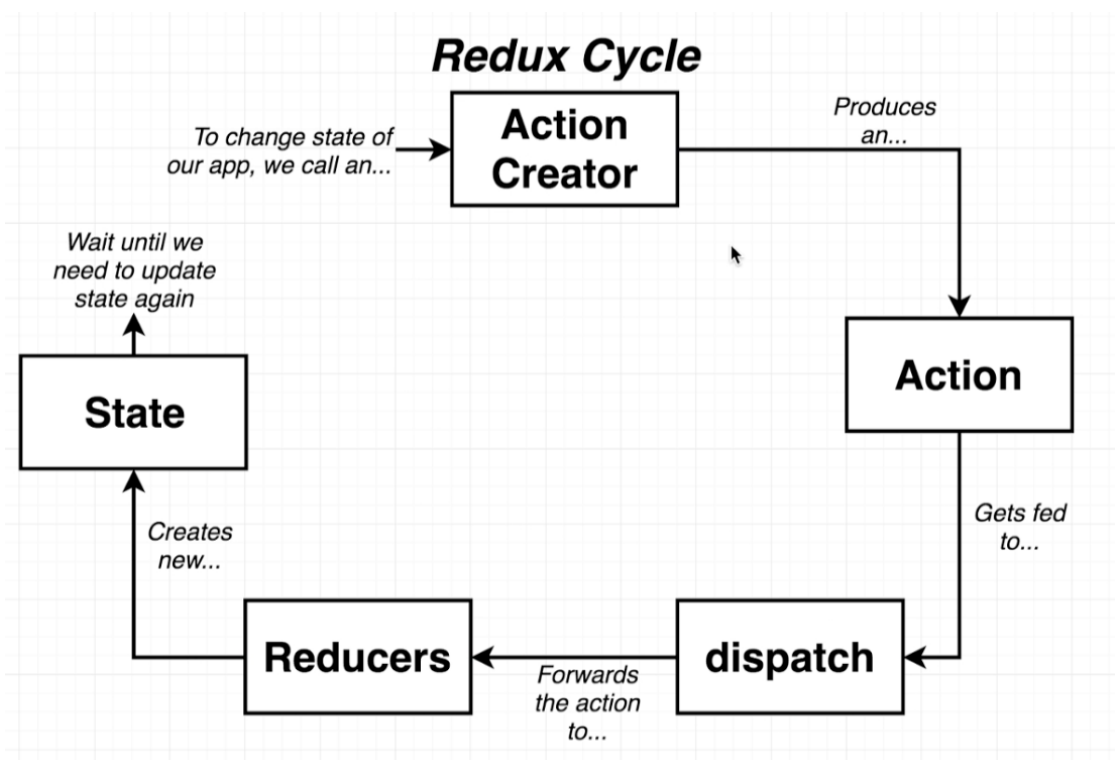 Redux Cycle
To change state of
our app, we call an...
Action
Creator
Produces
an...
Action
Gets fed
to...
dispatch
Forwards
the action
to...
Reducers
Creates
new...
State
Wait until we
need to update
state again